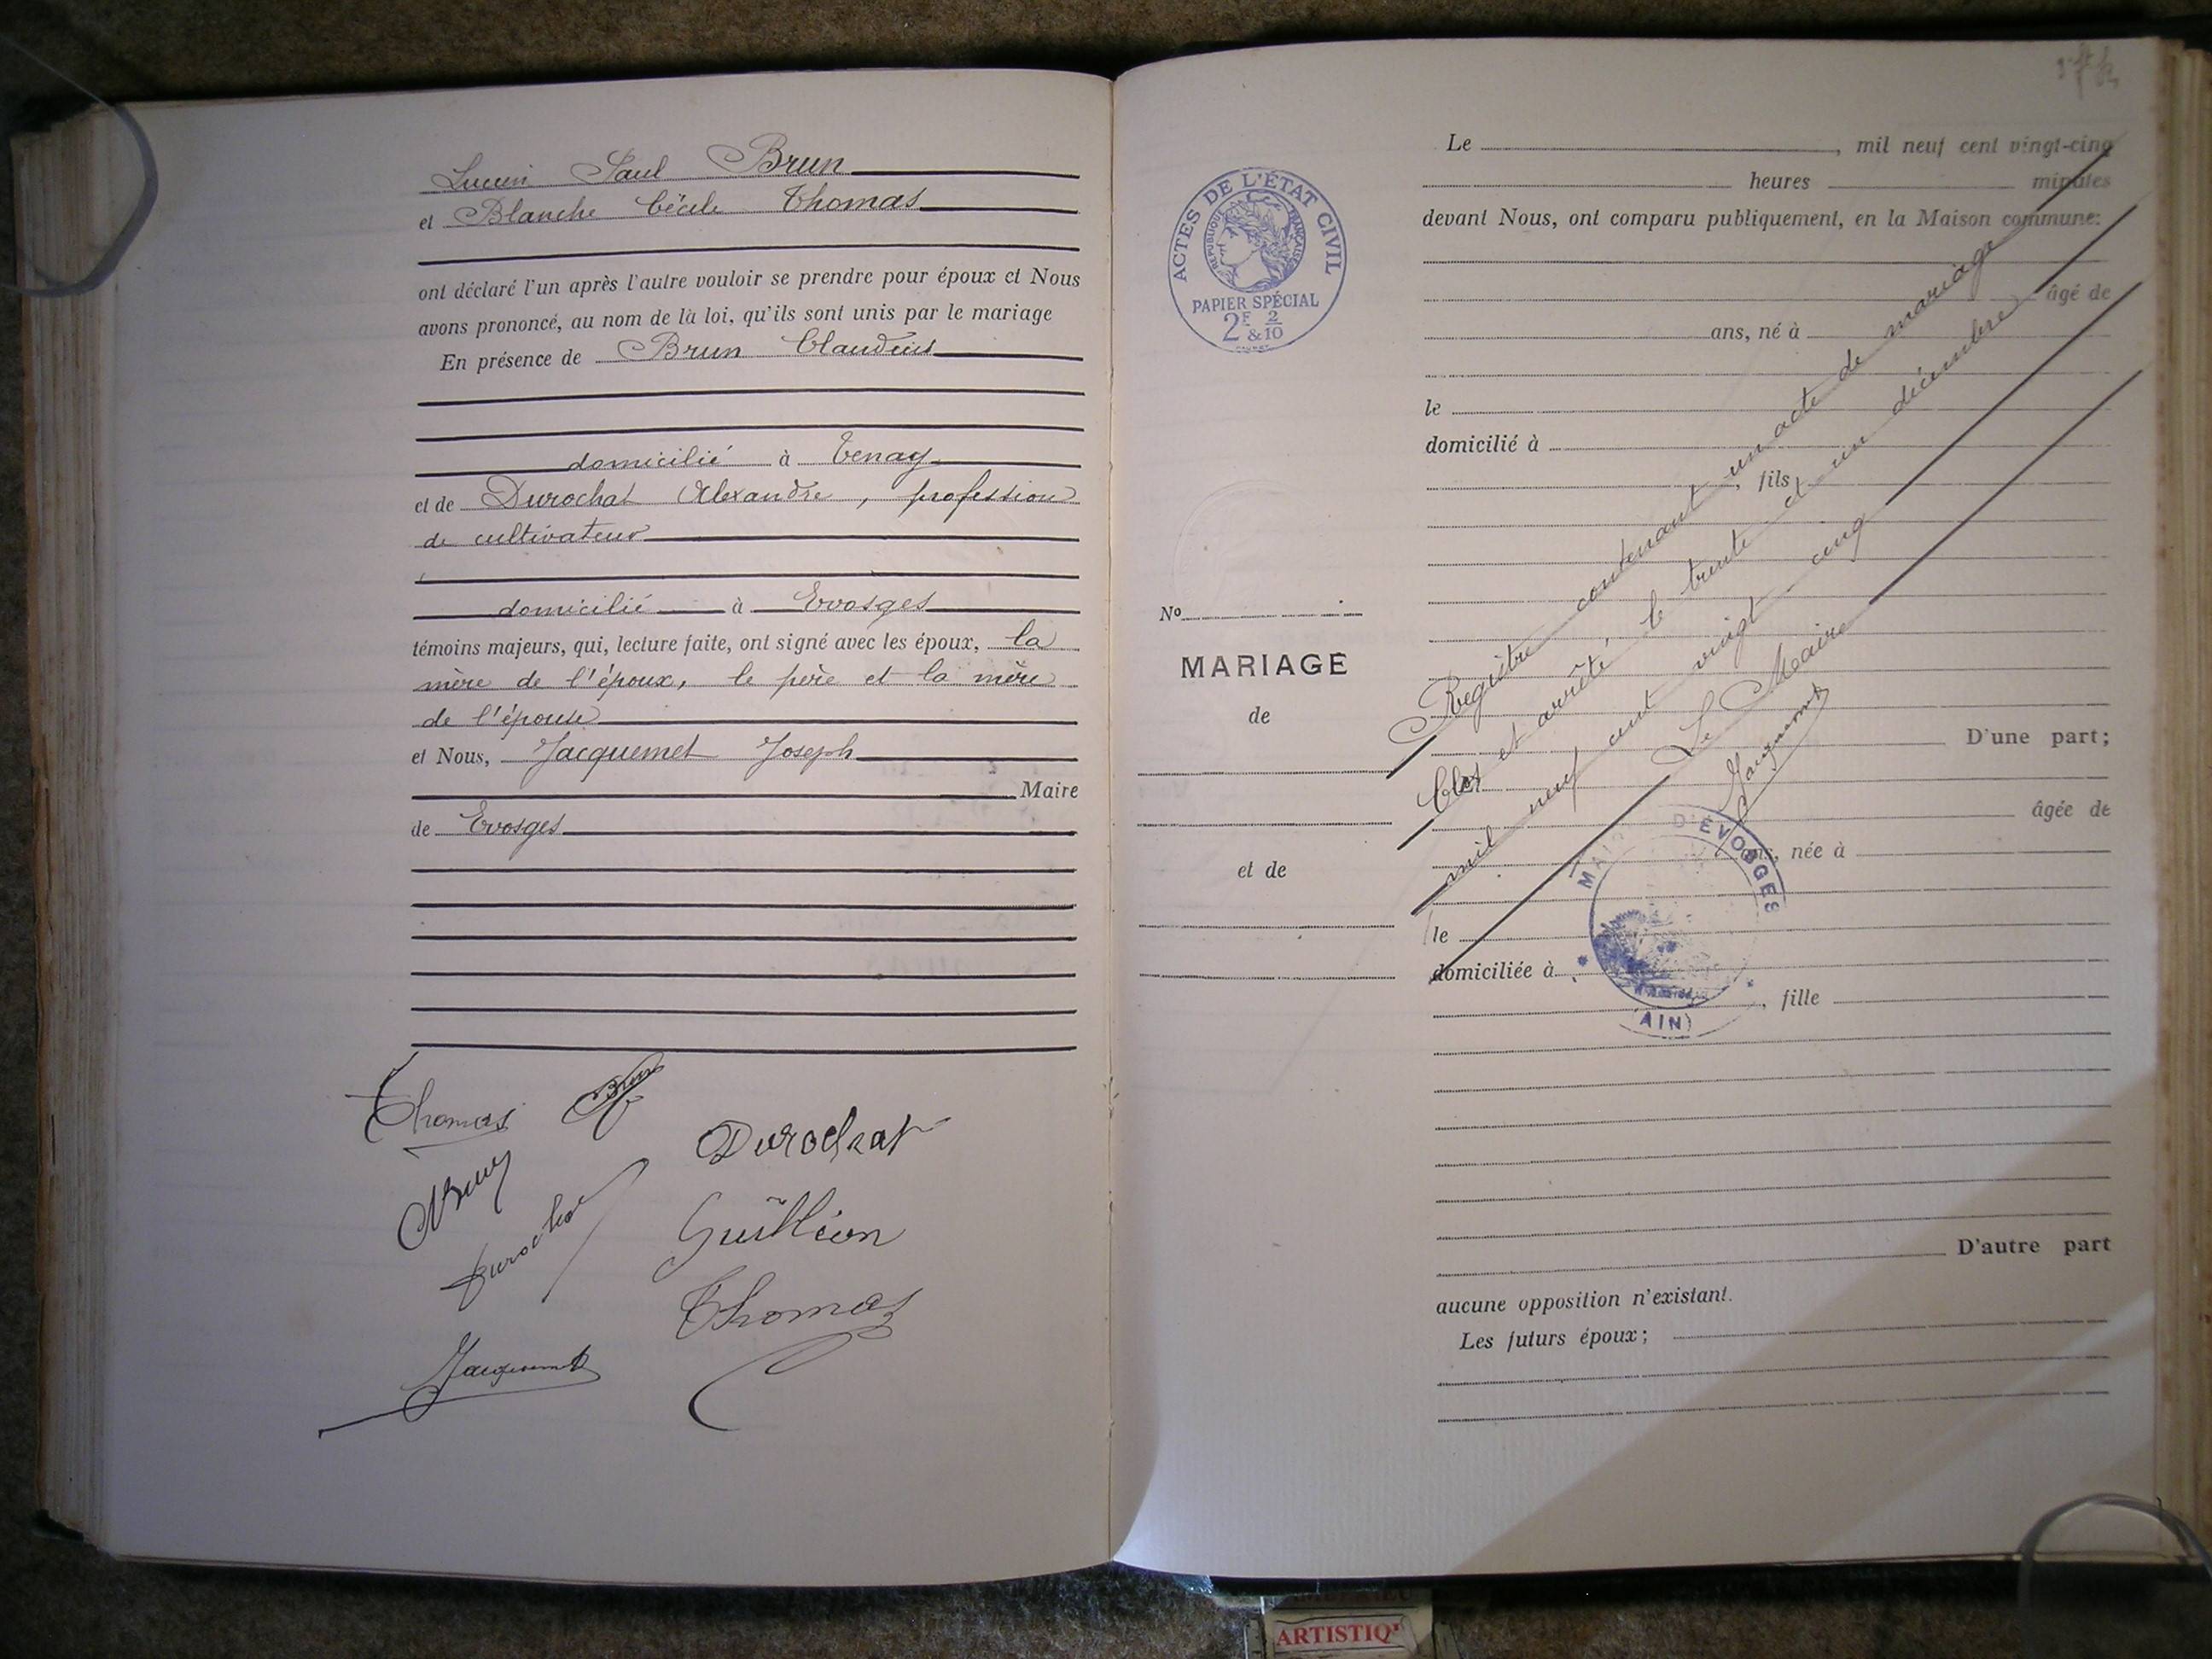 Lucien Paul Brun
et Blanche Cécile Thomas
ont déclaré l'un après l'autre vouloir se prendre pour époux et Nous
avons prononcé, au nom de la loi, qu'ils sont unis par le mariage
En présence de Brun Claudius
domicilié à Tenay
et de Durochat Alexandre, profession
de cultivateur
domicilié à Evosges
témoins majeurs, qui, lecture faite, ont signé avec les époux, la
mère de l'époux, le père et la mère
de l'épouse
et Nous, Jacquemet Joseph
Maire
de Evosges
Thomas Brun
Durochat
Brun
Guilléon
Durochat
Thomas
Jacquemet
ACTES DE L'ÉTAT CIVIL
RÉPUBLIQUE FRANÇAISE
PAPIER SPÉCIAL
2F 2
&10
No
MARIAGE
de
et de
Le , mil neuf cent vingt-cinq
heures minutes
devant Nous, ont comparu publiquement, en la Maison commune:
âgé de
ans, né à
le
domicilié à
, fils
D'une part;
âgée de
ans, née à
le
domiciliée à
, fille
D'autre part
aucune opposition n'existant.
Les futurs époux;
Registre contenant un acte de mariage
Clos et arrêté, le trente et un décembre
mil neuf cent vingt cinq
Le Maire
Jacquemet
MAIRIE D'ÉVOSGES
(AIN)
ARTISTIQ